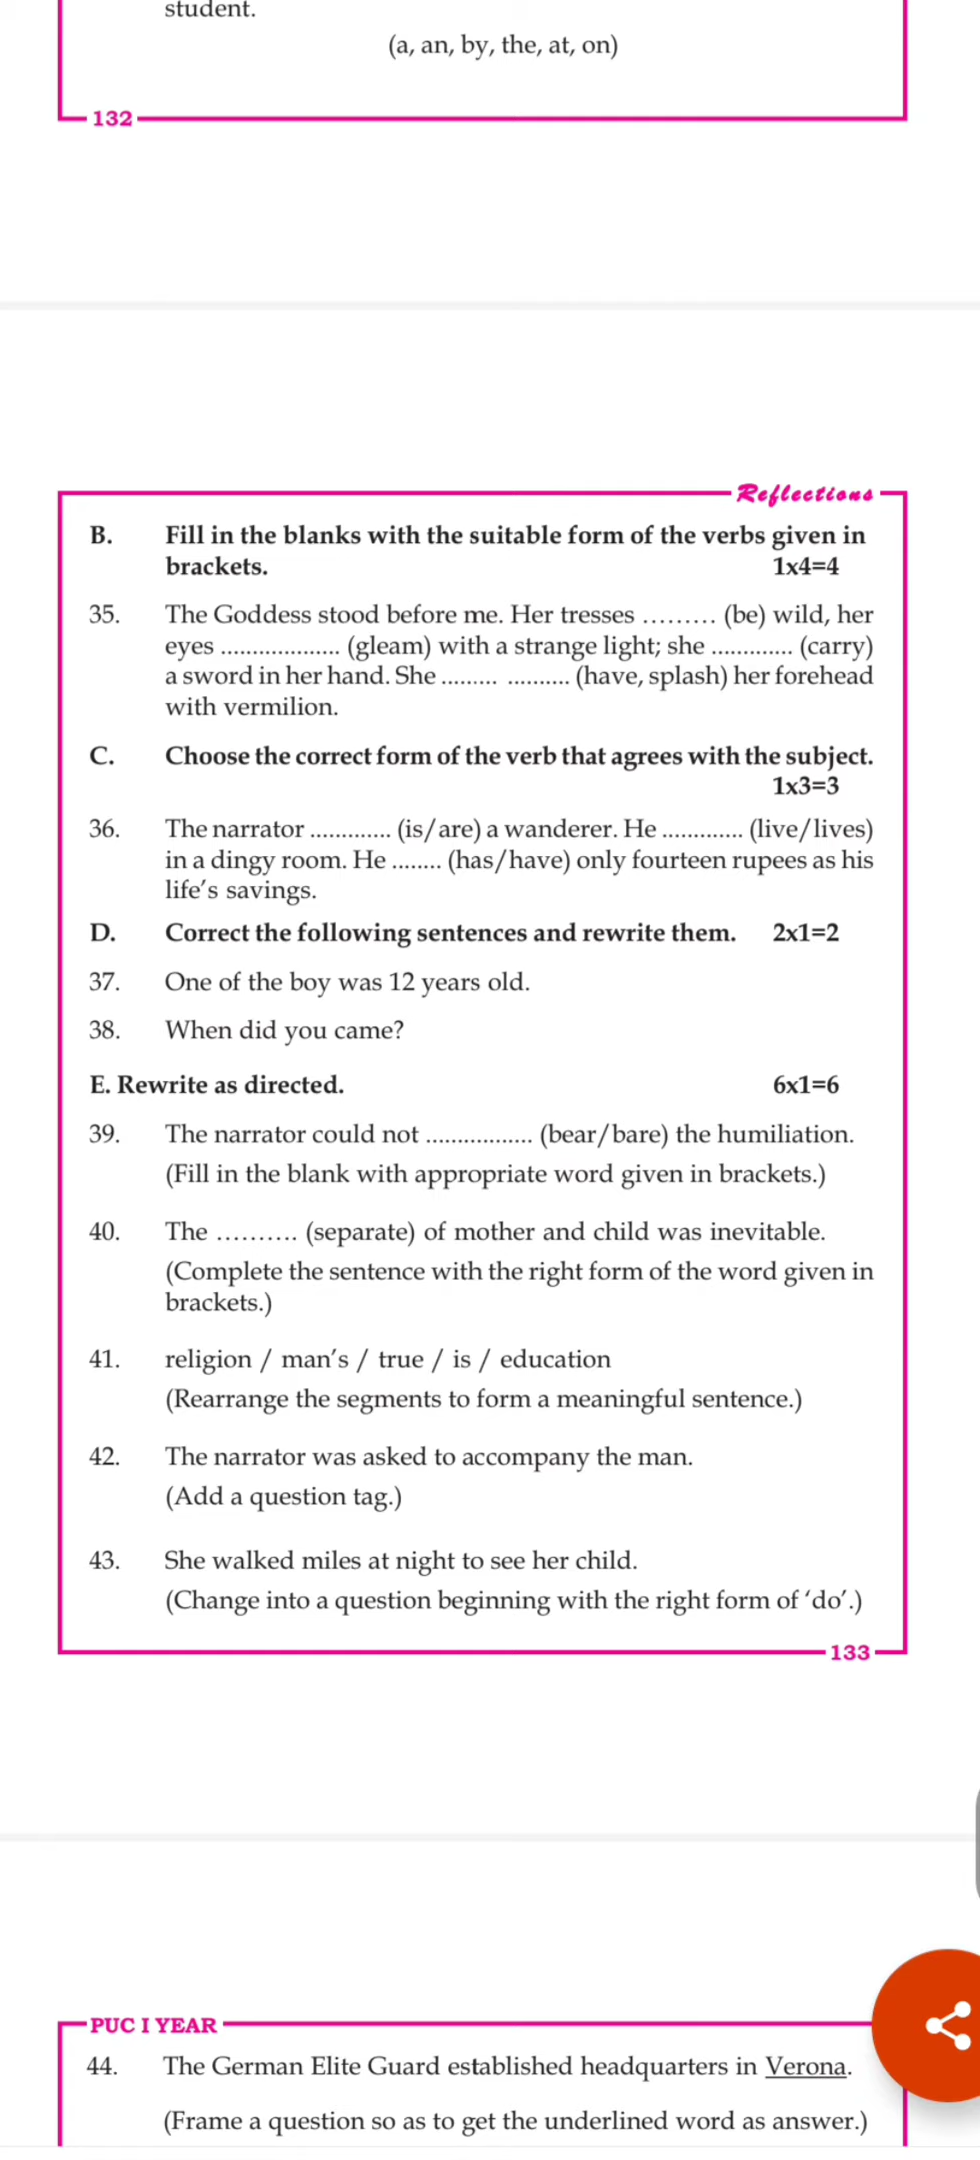 student.
(a, an, by, the, at, on)
132
Reflections
B. Fill in the blanks with the suitable form of the verbs given in
brackets. 1x4=4
35. The Goddess stood before me. Her tresses ......... (be) wild, her
eyes ................... (gleam) with a strange light; she ............. (carry)
a sword in her hand. She ......... .......... (have, splash) her forehead
with vermilion.
C. Choose the correct form of the verb that agrees with the subject.
1x3=3
36. The narrator ............. (is/are) a wanderer. He ............. (live/lives)
in a dingy room. He ........ (has/have) only fourteen rupees as his
life’s savings.
D. Correct the following sentences and rewrite them. 2x1=2
37. One of the boy was 12 years old.
38. When did you came?
E. Rewrite as directed. 6x1=6
39. The narrator could not ................. (bear/bare) the humiliation.
(Fill in the blank with appropriate word given in brackets.)
40. The .......... (separate) of mother and child was inevitable.
(Complete the sentence with the right form of the word given in
brackets.)
41. religion / man’s / true / is / education
(Rearrange the segments to form a meaningful sentence.)
42. The narrator was asked to accompany the man.
(Add a question tag.)
43. She walked miles at night to see her child.
(Change into a question beginning with the right form of ‘do’.)
133
PUC I YEAR
44. The German Elite Guard established headquarters in Verona.
(Frame a question so as to get the underlined word as answer.)